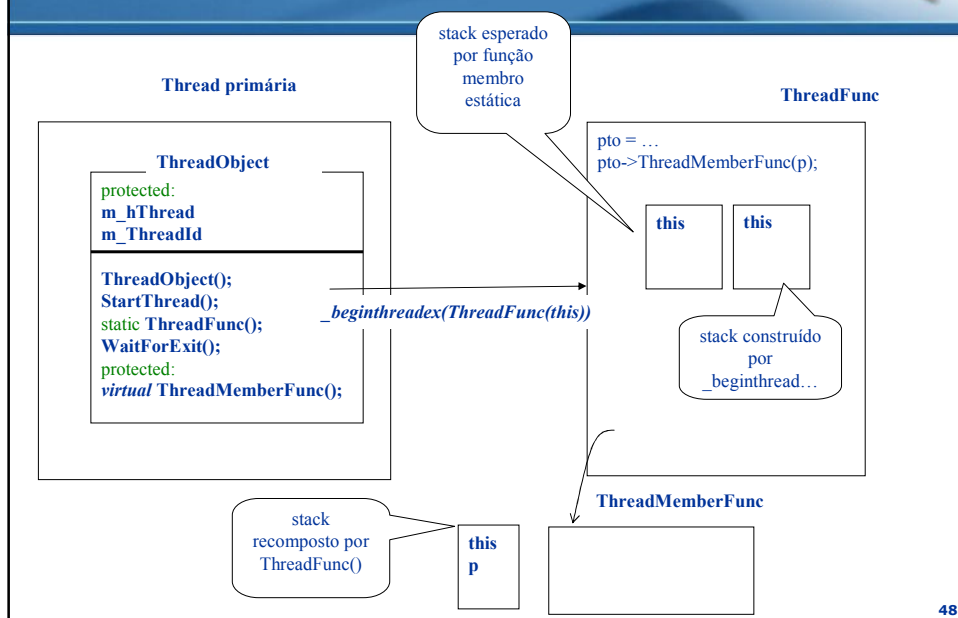 stack esperado
por função
membro
estática
Thread primária
ThreadFunc
ThreadObject
protected:
m_hThread
m_ThreadId
ThreadObject();
StartThread();
static ThreadFunc();
WaitForExit();
protected:
virtual ThreadMemberFunc();
_beginthreadex(ThreadFunc(this))
pto = …
pto->ThreadMemberFunc(p);
this
this
stack construído
por
_beginthread…
ThreadMemberFunc
stack
recomposto por
ThreadFunc()
this
p
48